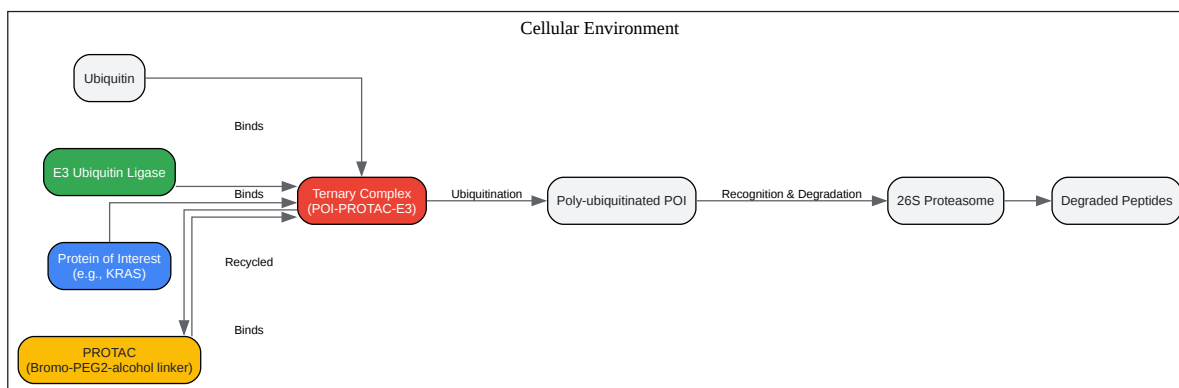 Cellular Environment
Ubiquitin
Binds
E3 Ubiquitin Ligase
Binds
Ternary Complex
(POI-PROTAC-E3)
Ubiquitination
Poly-ubiquitinated POI
Recognition & Degradation
26S Proteasome
Degraded Peptides
Protein of Interest
(e.g., KRAS)
Recycled
Binds
PROTAC
(Bromo-PEG2-alcohol linker)